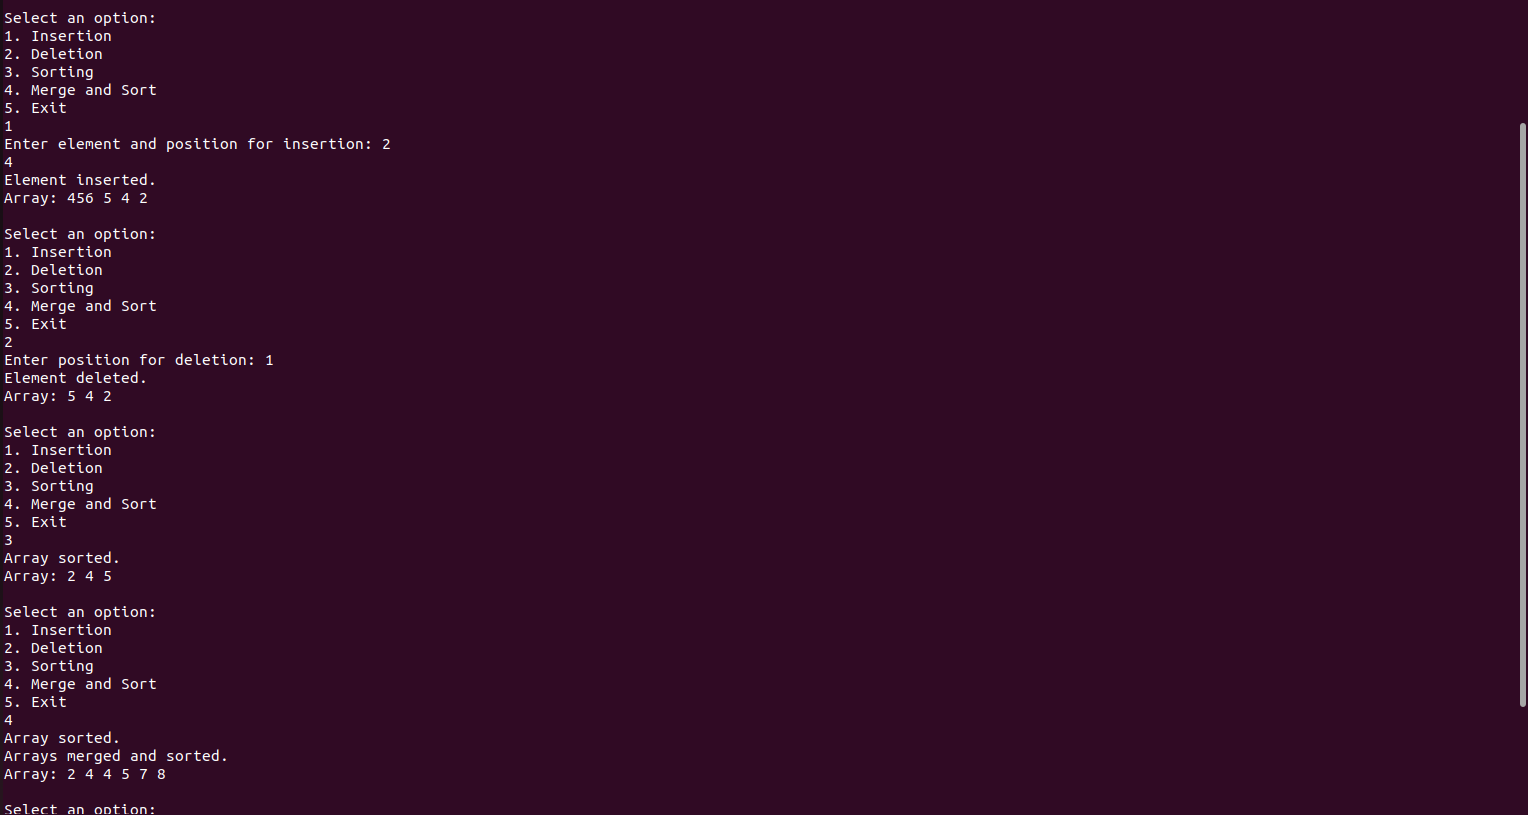 Select an option:
1. Insertion
2. Deletion
3. Sorting
4. Merge and Sort
5. Exit
1
Enter element and position for insertion: 2
4
Element inserted.
Array: 456 5 4 2
Select an option:
1. Insertion
2. Deletion
3. Sorting
4. Merge and Sort
5. Exit
2
Enter position for deletion: 1
Element deleted.
Array: 5 4 2
Select an option:
1. Insertion
2. Deletion
3. Sorting
4. Merge and Sort
5. Exit
3
Array sorted.
Array: 2 4 5
Select an option:
1. Insertion
2. Deletion
3. Sorting
4. Merge and Sort
5. Exit
4
Array sorted.
Arrays merged and sorted.
Array: 2 4 4 5 7 8
Select an option: